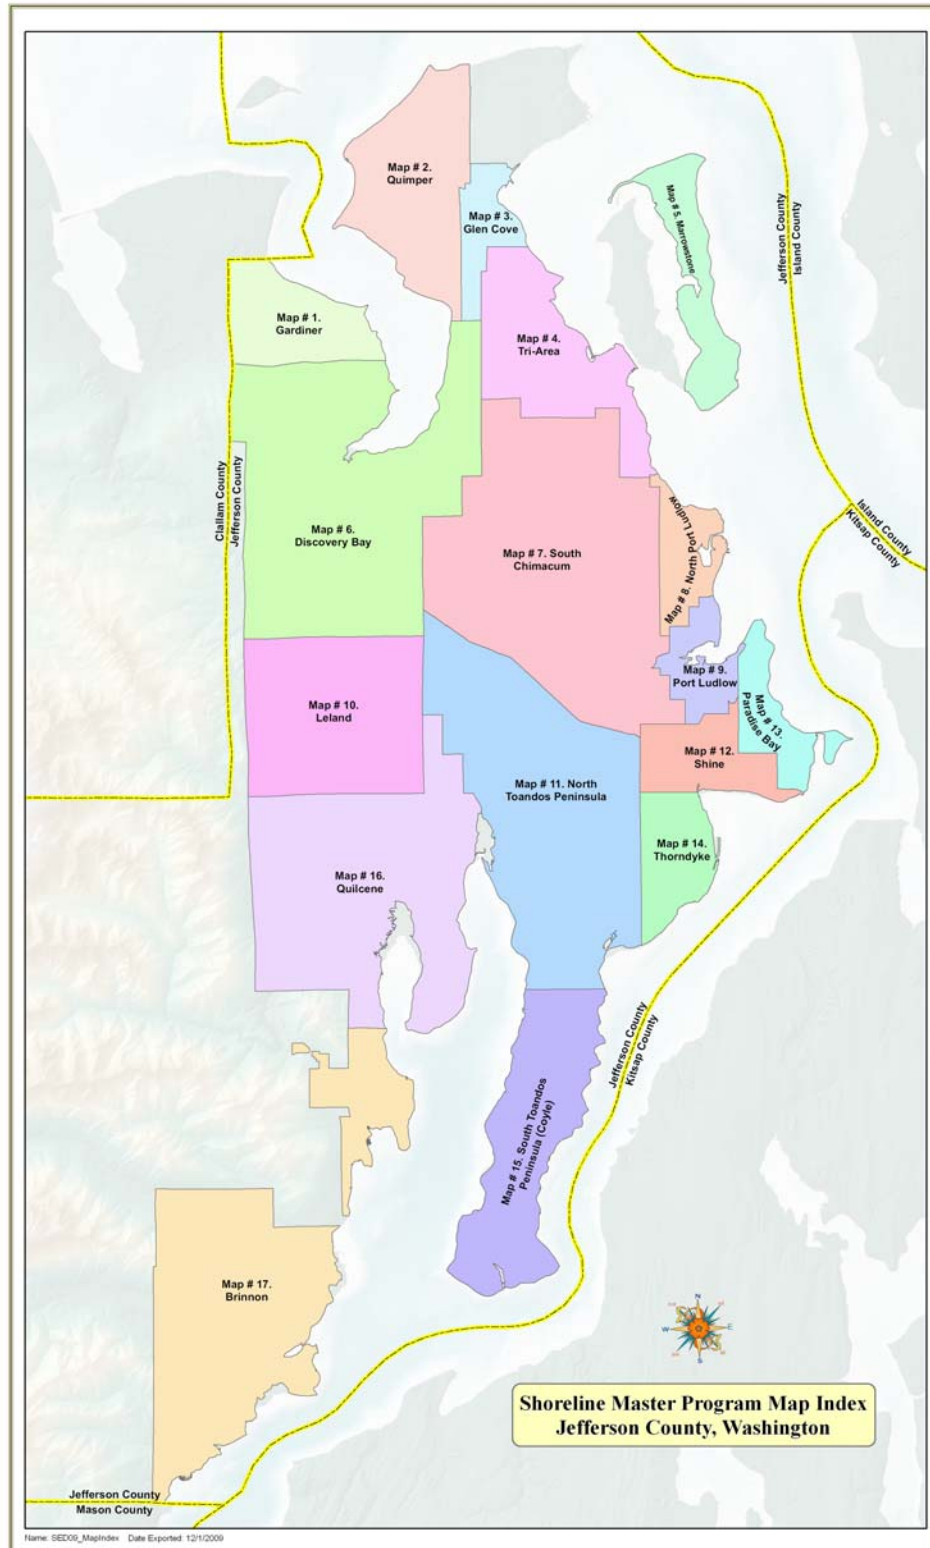 Map # 2.
Quimper
Map # 3.
Glen Cove
Map # 5. Marrowstone
Jefferson County
Island County
Map # 1.
Gardiner
Map # 4.
Tri-Area
Clallam County
Jefferson County
Map # 6.
Discovery Bay
Map # 7. South
Chimacum
Map # 8. North Port Ludlow
Island County
Kitsap County
Map # 9.
Port Ludlow
Map # 10.
Leland
Map # 13.
Paradise Bay
Map # 12.
Shine
Map # 11. North
Toandos Peninsula
Map # 14.
Thorndyke
Map # 16.
Quilcene
Jefferson County
Kitsap County
Map # 15. South Toandos
Peninsula (Coyle)
Map # 17.
Brinnon
N
W
E
S
Shoreline Master Program Map Index
Jefferson County, Washington
Jefferson County
Mason County
Name: SED09_MapIndex Date Exported: 12/1/2009